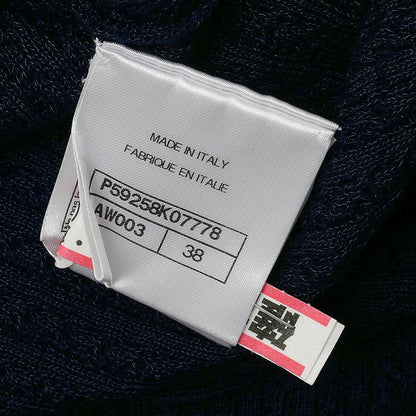 MADE IN ITALY
FABRIQUE EN ITALIE
P59258K07778
AW003
38